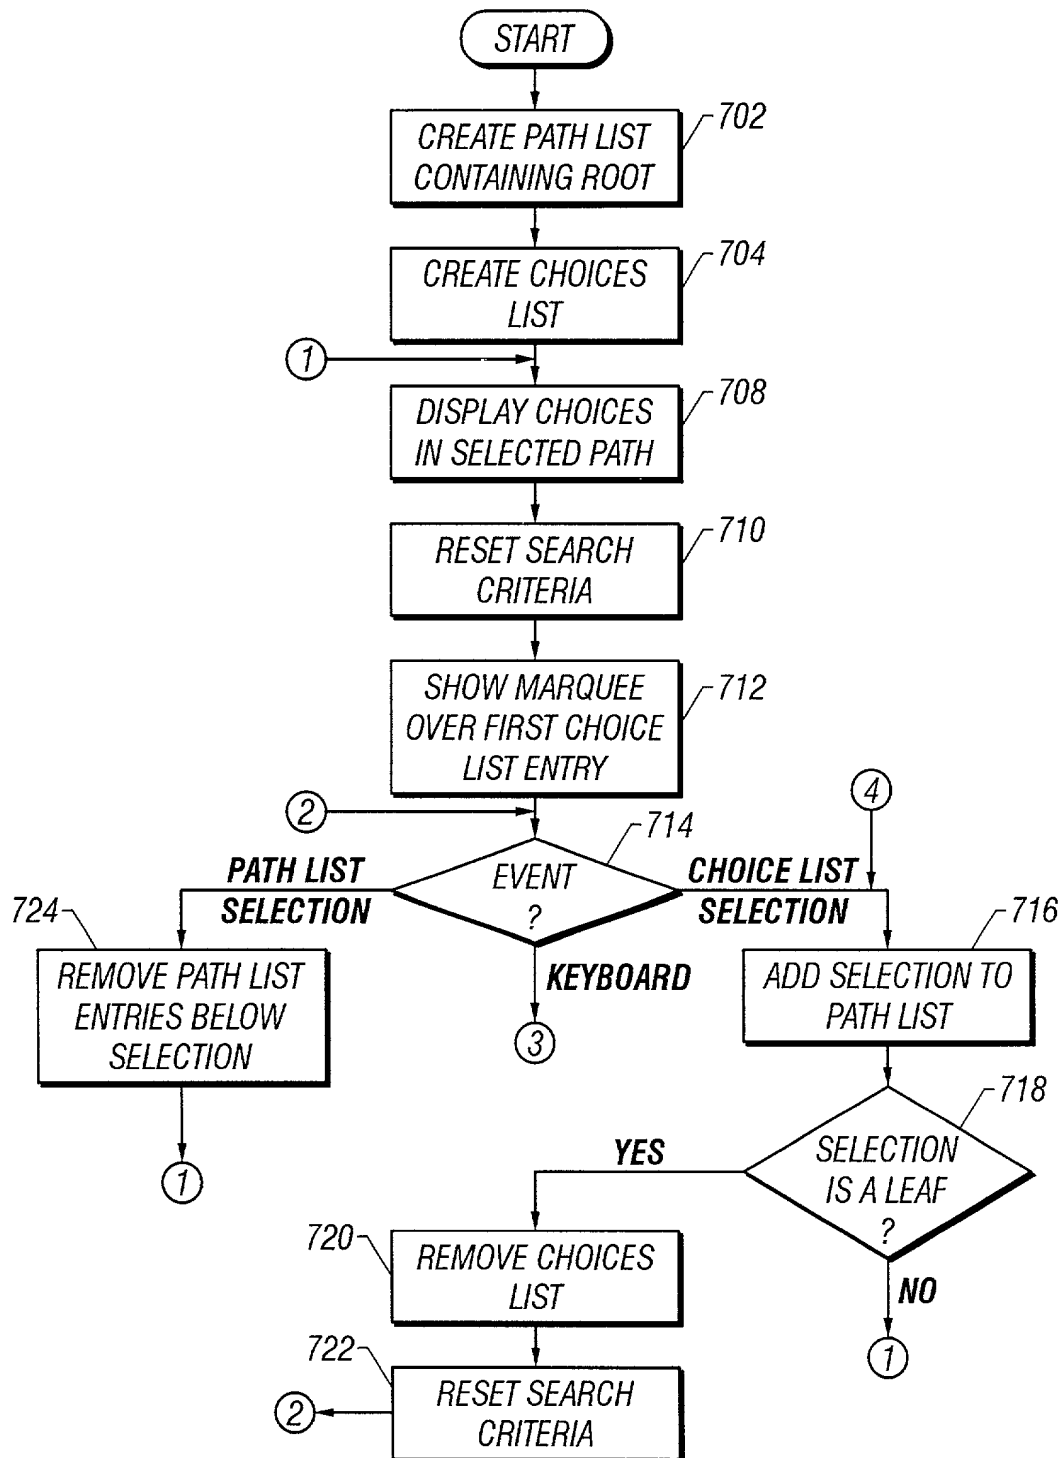 START
702
CREATE PATH LIST
CONTAINING ROOT
704
CREATE CHOICES
LIST
1
708
DISPLAY CHOICES
IN SELECTED PATH
710
RESET SEARCH
CRITERIA
712
SHOW MARQUEE
OVER FIRST CHOICE
LIST ENTRY
2
4
714
EVENT
?
PATH LIST
SELECTION
CHOICE LIST
SELECTION
KEYBOARD
3
724
REMOVE PATH LIST
ENTRIES BELOW
SELECTION
1
716
ADD SELECTION TO
PATH LIST
718
SELECTION
IS A LEAF
?
YES
NO
1
720
REMOVE CHOICES
LIST
722
RESET SEARCH
CRITERIA
2